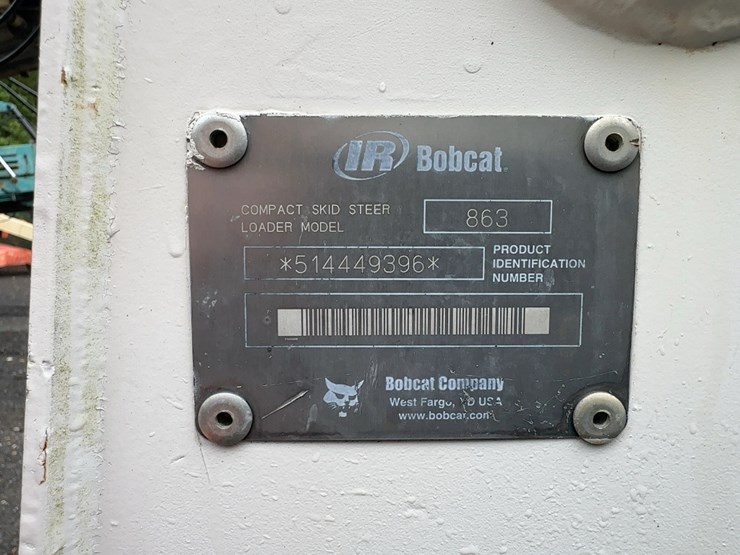 IR Bobcat
COMPACT SKID STEER
LOADER MODEL
863
*514449396*
PRODUCT
IDENTIFICATION
NUMBER
Bobcat Company
West Fargo, ND USA
www.bobcat.com